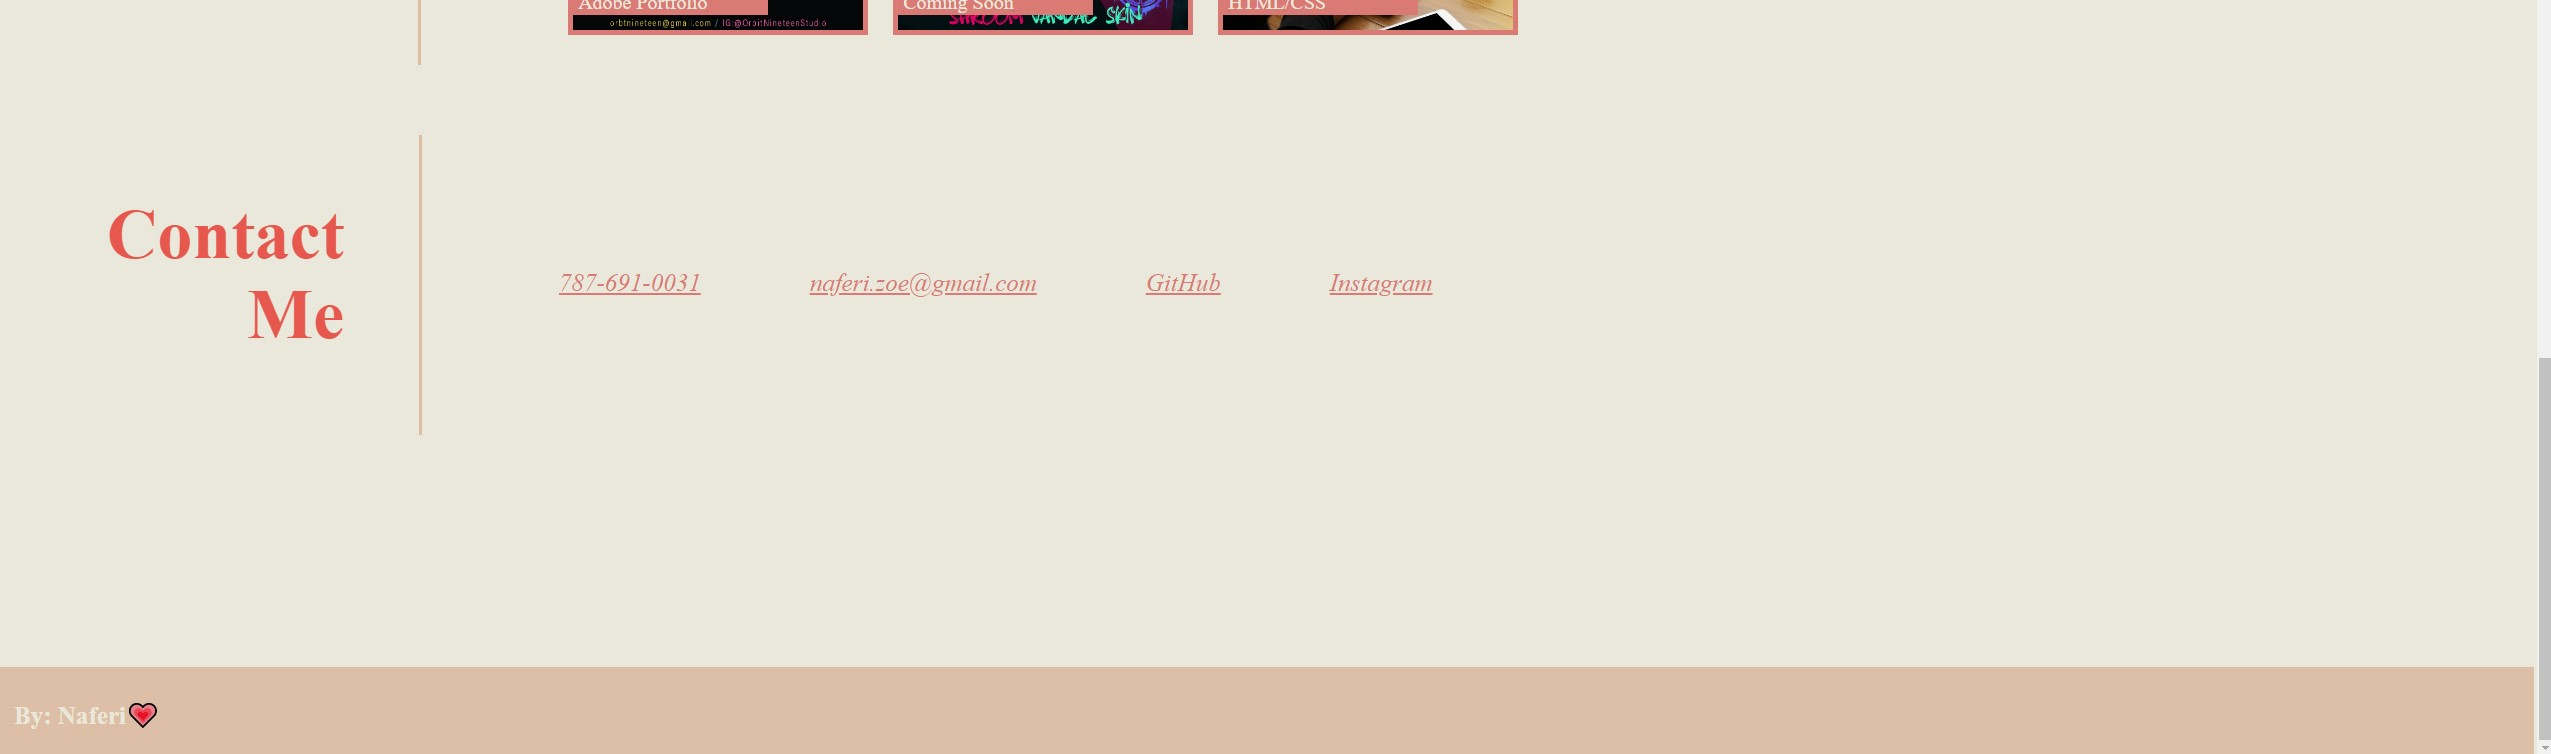 Adobe Portfolio
Coming Soon
HTML/CSS
orbtnineteen@gmail.com / IG:@OrbitNineteenStudio
SHROOM VANDAL SKIN
Contact
Me
787-691-0031
naferi.zoe@gmail.com
GitHub
Instagram
By: Naferi